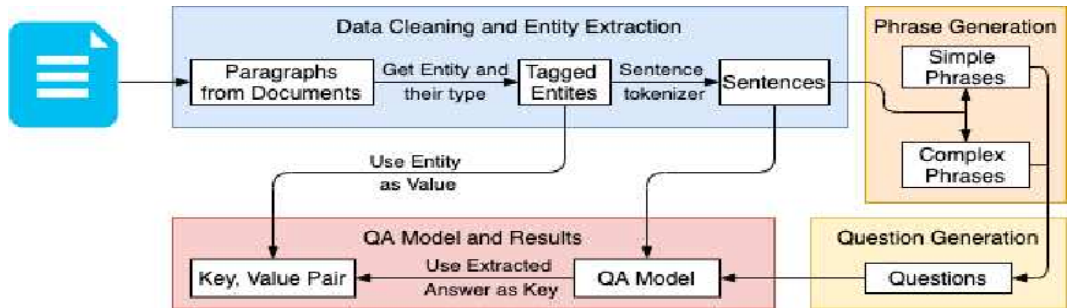 Data Cleaning and Entity Extraction
Paragraphs
from Documents
Get Entity and
their type
Tagged
Entites
Sentence
tokenizer
Sentences
Phrase Generation
Simple
Phrases
Complex
Phrases
Use Entity
as Value
QA Model and Results
Key, Value Pair
Use Extracted
Answer as Key
QA Model
Question Generation
Questions